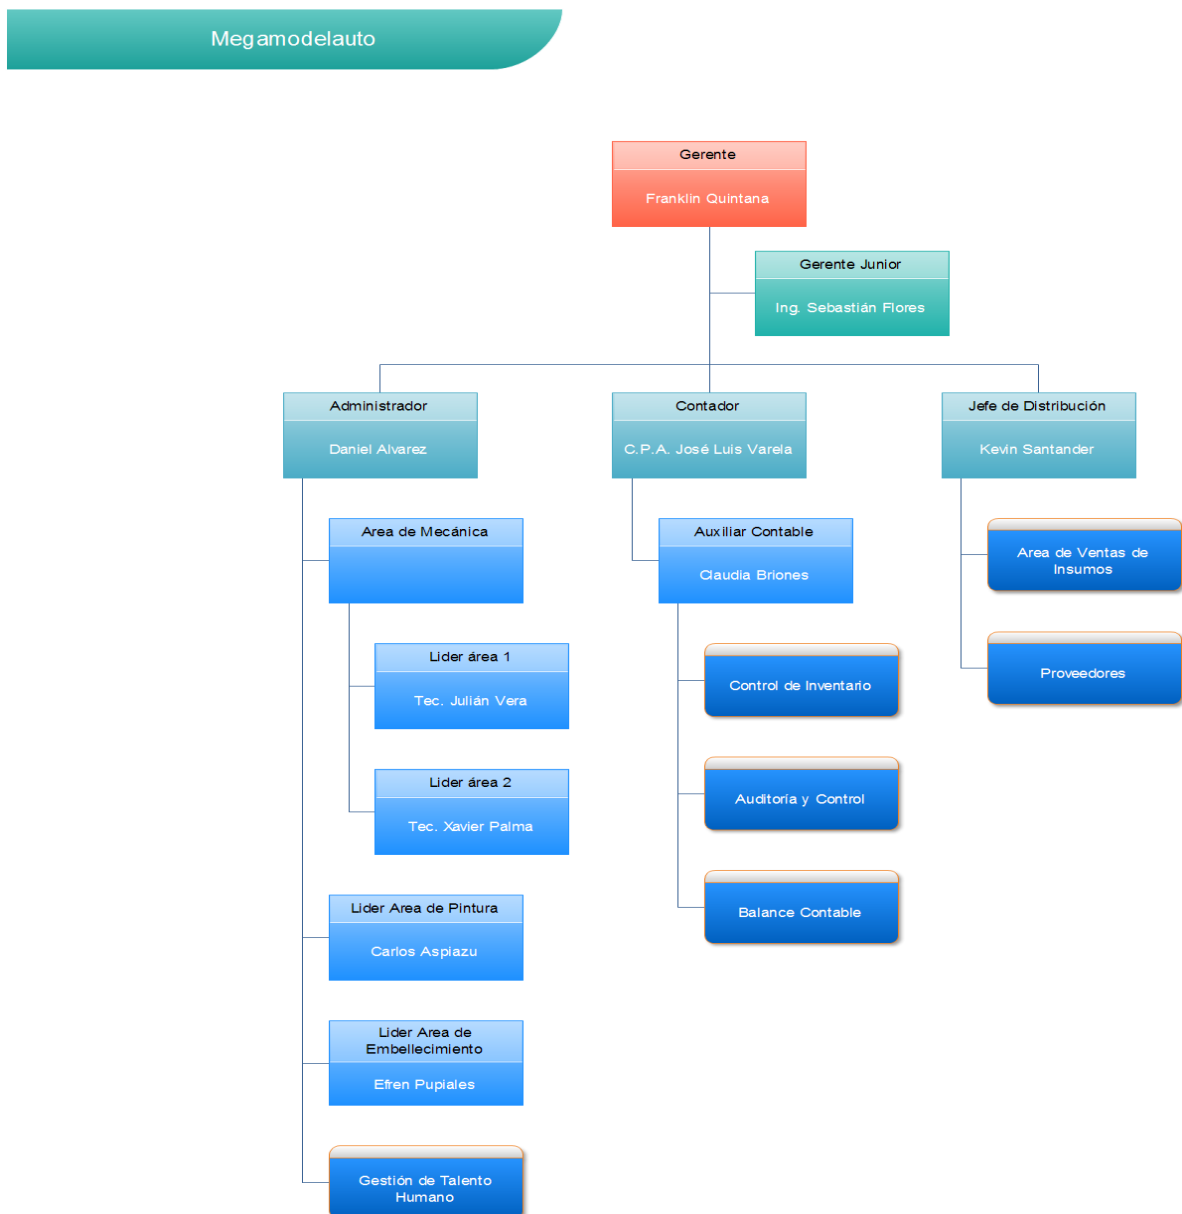 Megamodelauto
Gerente
Franklin Quintana
Gerente Junior
Ing. Sebastián Flores
Administrador
Daniel Alvarez
Contador
C.P.A. José Luis Varela
Jefe de Distribución
Kevin Santander
Area de Mecánica
Lider área 1
Tec. Julián Vera
Lider área 2
Tec. Xavier Palma
Lider Area de Pintura
Carlos Aspiazu
Lider Area de
Embellecimiento
Efren Pupiales
Gestión de Talento
Humano
Auxiliar Contable
Claudia Briones
Control de Inventario
Auditoría y Control
Balance Contable
Area de Ventas de
Insumos
Proveedores